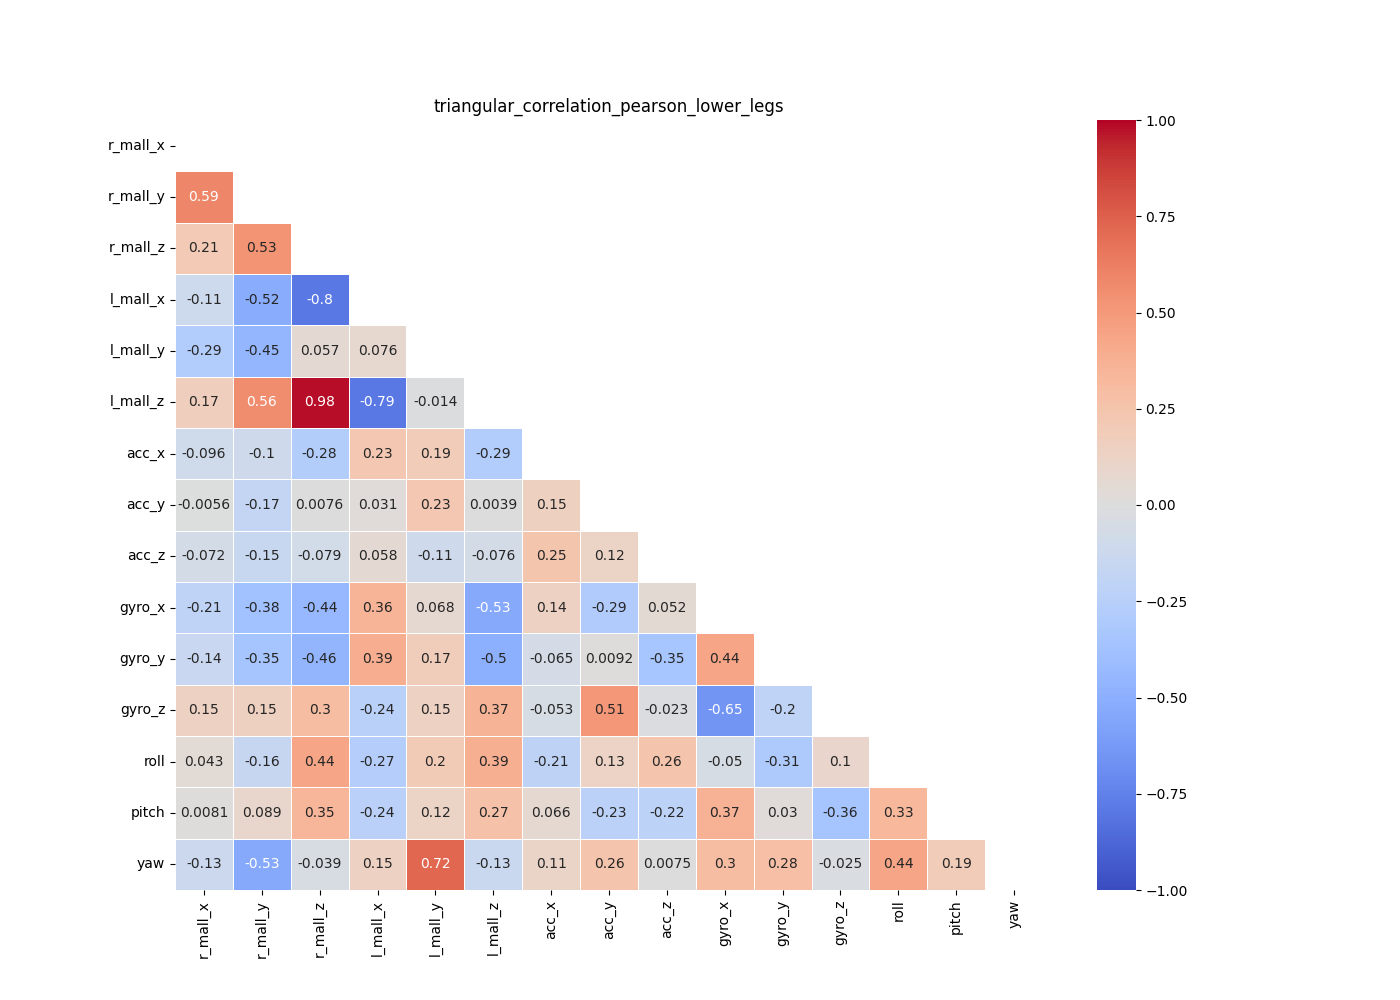 triangular_correlation_pearson_lower_legs
1.00
r_mall_x
r_mall_y 0.59
0.75
r_mall_z 0.21 0.53
l_mall_x -0.11 -0.52 -0.8
0.50
l_mall_y -0.29 -0.45 0.057 0.076
l_mall_z 0.17 0.56 0.98 -0.79 -0.014
0.25
acc_x -0.096 -0.1 -0.28 0.23 0.19 -0.29
acc_y -0.0056 -0.17 0.0076 0.031 0.23 0.0039 0.15
0.00
acc_z -0.072 -0.15 -0.079 0.058 -0.11 -0.076 0.25 0.12
−0.25
gyro_x -0.21 -0.38 -0.44 0.36 0.068 -0.53 0.14 -0.29 0.052
gyro_y -0.14 -0.35 -0.46 0.39 0.17 -0.5 -0.065 0.0092 -0.35 0.44
−0.50
gyro_z 0.15 0.15 0.3 -0.24 0.15 0.37 -0.053 0.51 -0.023 -0.65 -0.2
roll 0.043 -0.16 0.44 -0.27 0.2 0.39 -0.21 0.13 0.26 -0.05 -0.31 0.1
−0.75
pitch 0.0081 0.089 0.35 -0.24 0.12 0.27 0.066 -0.23 -0.22 0.37 0.03 -0.36 0.33
yaw -0.13 -0.53 -0.039 0.15 0.72 -0.13 0.11 0.26 0.0075 0.3 0.28 -0.025 0.44 0.19
−1.00
r_mall_x r_mall_y r_mall_z l_mall_x l_mall_y l_mall_z acc_x acc_y acc_z gyro_x gyro_y gyro_z roll pitch yaw